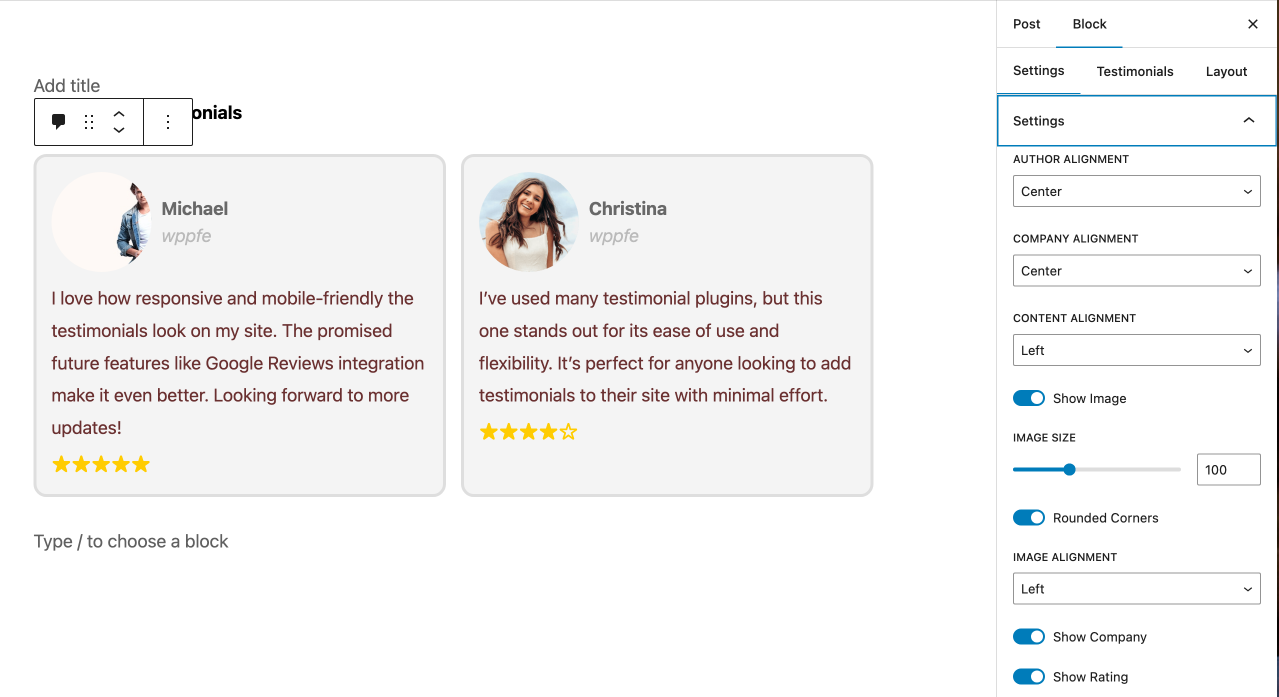 Add title
onials
Michael
wppfe
I love how responsive and mobile-friendly the
testimonials look on my site. The promised
future features like Google Reviews integration
make it even better. Looking forward to more
updates!
Christina
wppfe
I’ve used many testimonial plugins, but this
one stands out for its ease of use and
flexibility. It’s perfect for anyone looking to add
testimonials to their site with minimal effort.
Type / to choose a block
Post
Block
Settings
Testimonials
Layout
Settings
AUTHOR ALIGNMENT
Center
COMPANY ALIGNMENT
Center
CONTENT ALIGNMENT
Left
Show Image
IMAGE SIZE
100
Rounded Corners
IMAGE ALIGNMENT
Left
Show Company
Show Rating